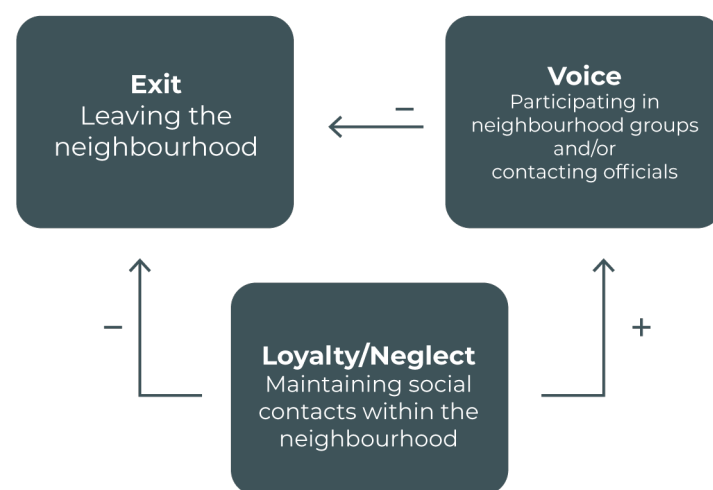 Exit
Leaving the
neighbourhood
Voice
Participating in
neighbourhood groups
and/or
contacting officials
–
–
+
Loyalty/Neglect
Maintaining social
contacts within the
neighbourhood